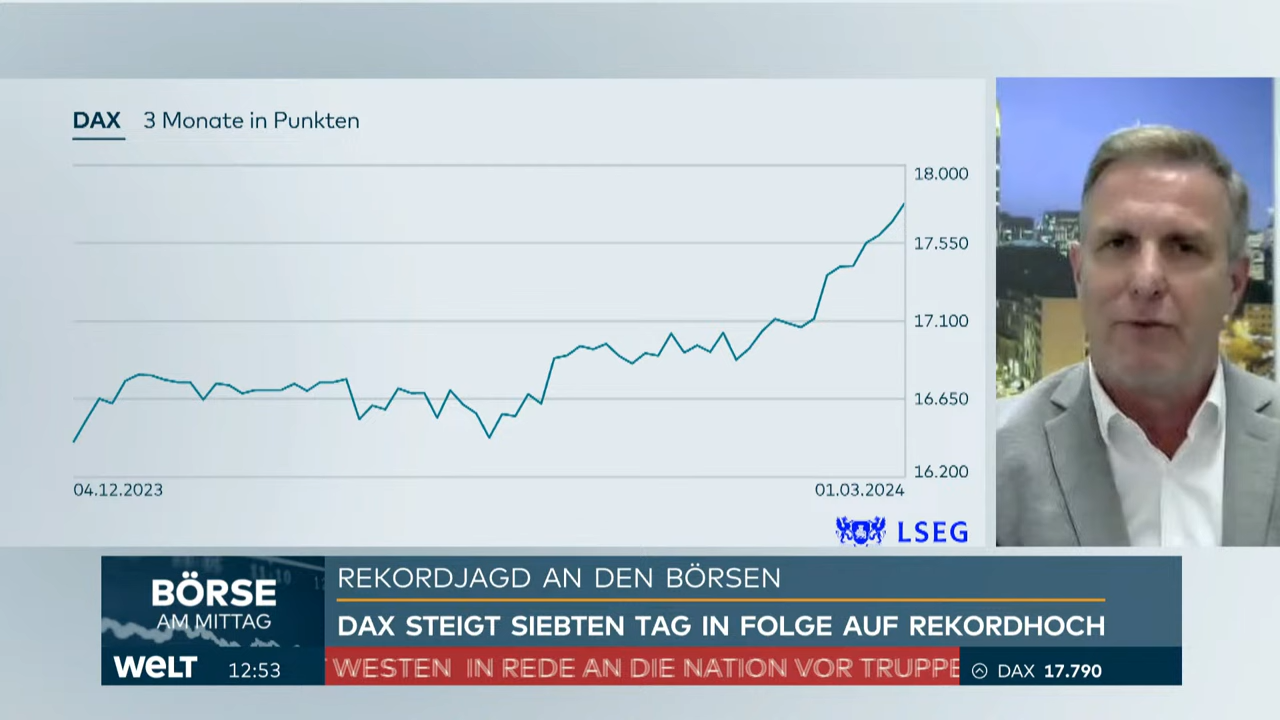 DAX 3 Monate in Punkten
18.000
17.550
17.100
16.650
16.200
04.12.2023 01.03.2024
LSEG
BÖRSE
AM MITTAG
REKORDJAGD AN DEN BÖRSEN
DAX STEIGT SIEBTEN TAG IN FOLGE AUF REKORDHOCH
WELT 12:53
WESTEN IN REDE AN DIE NATION VOR TRUPPE
DAX 17.790